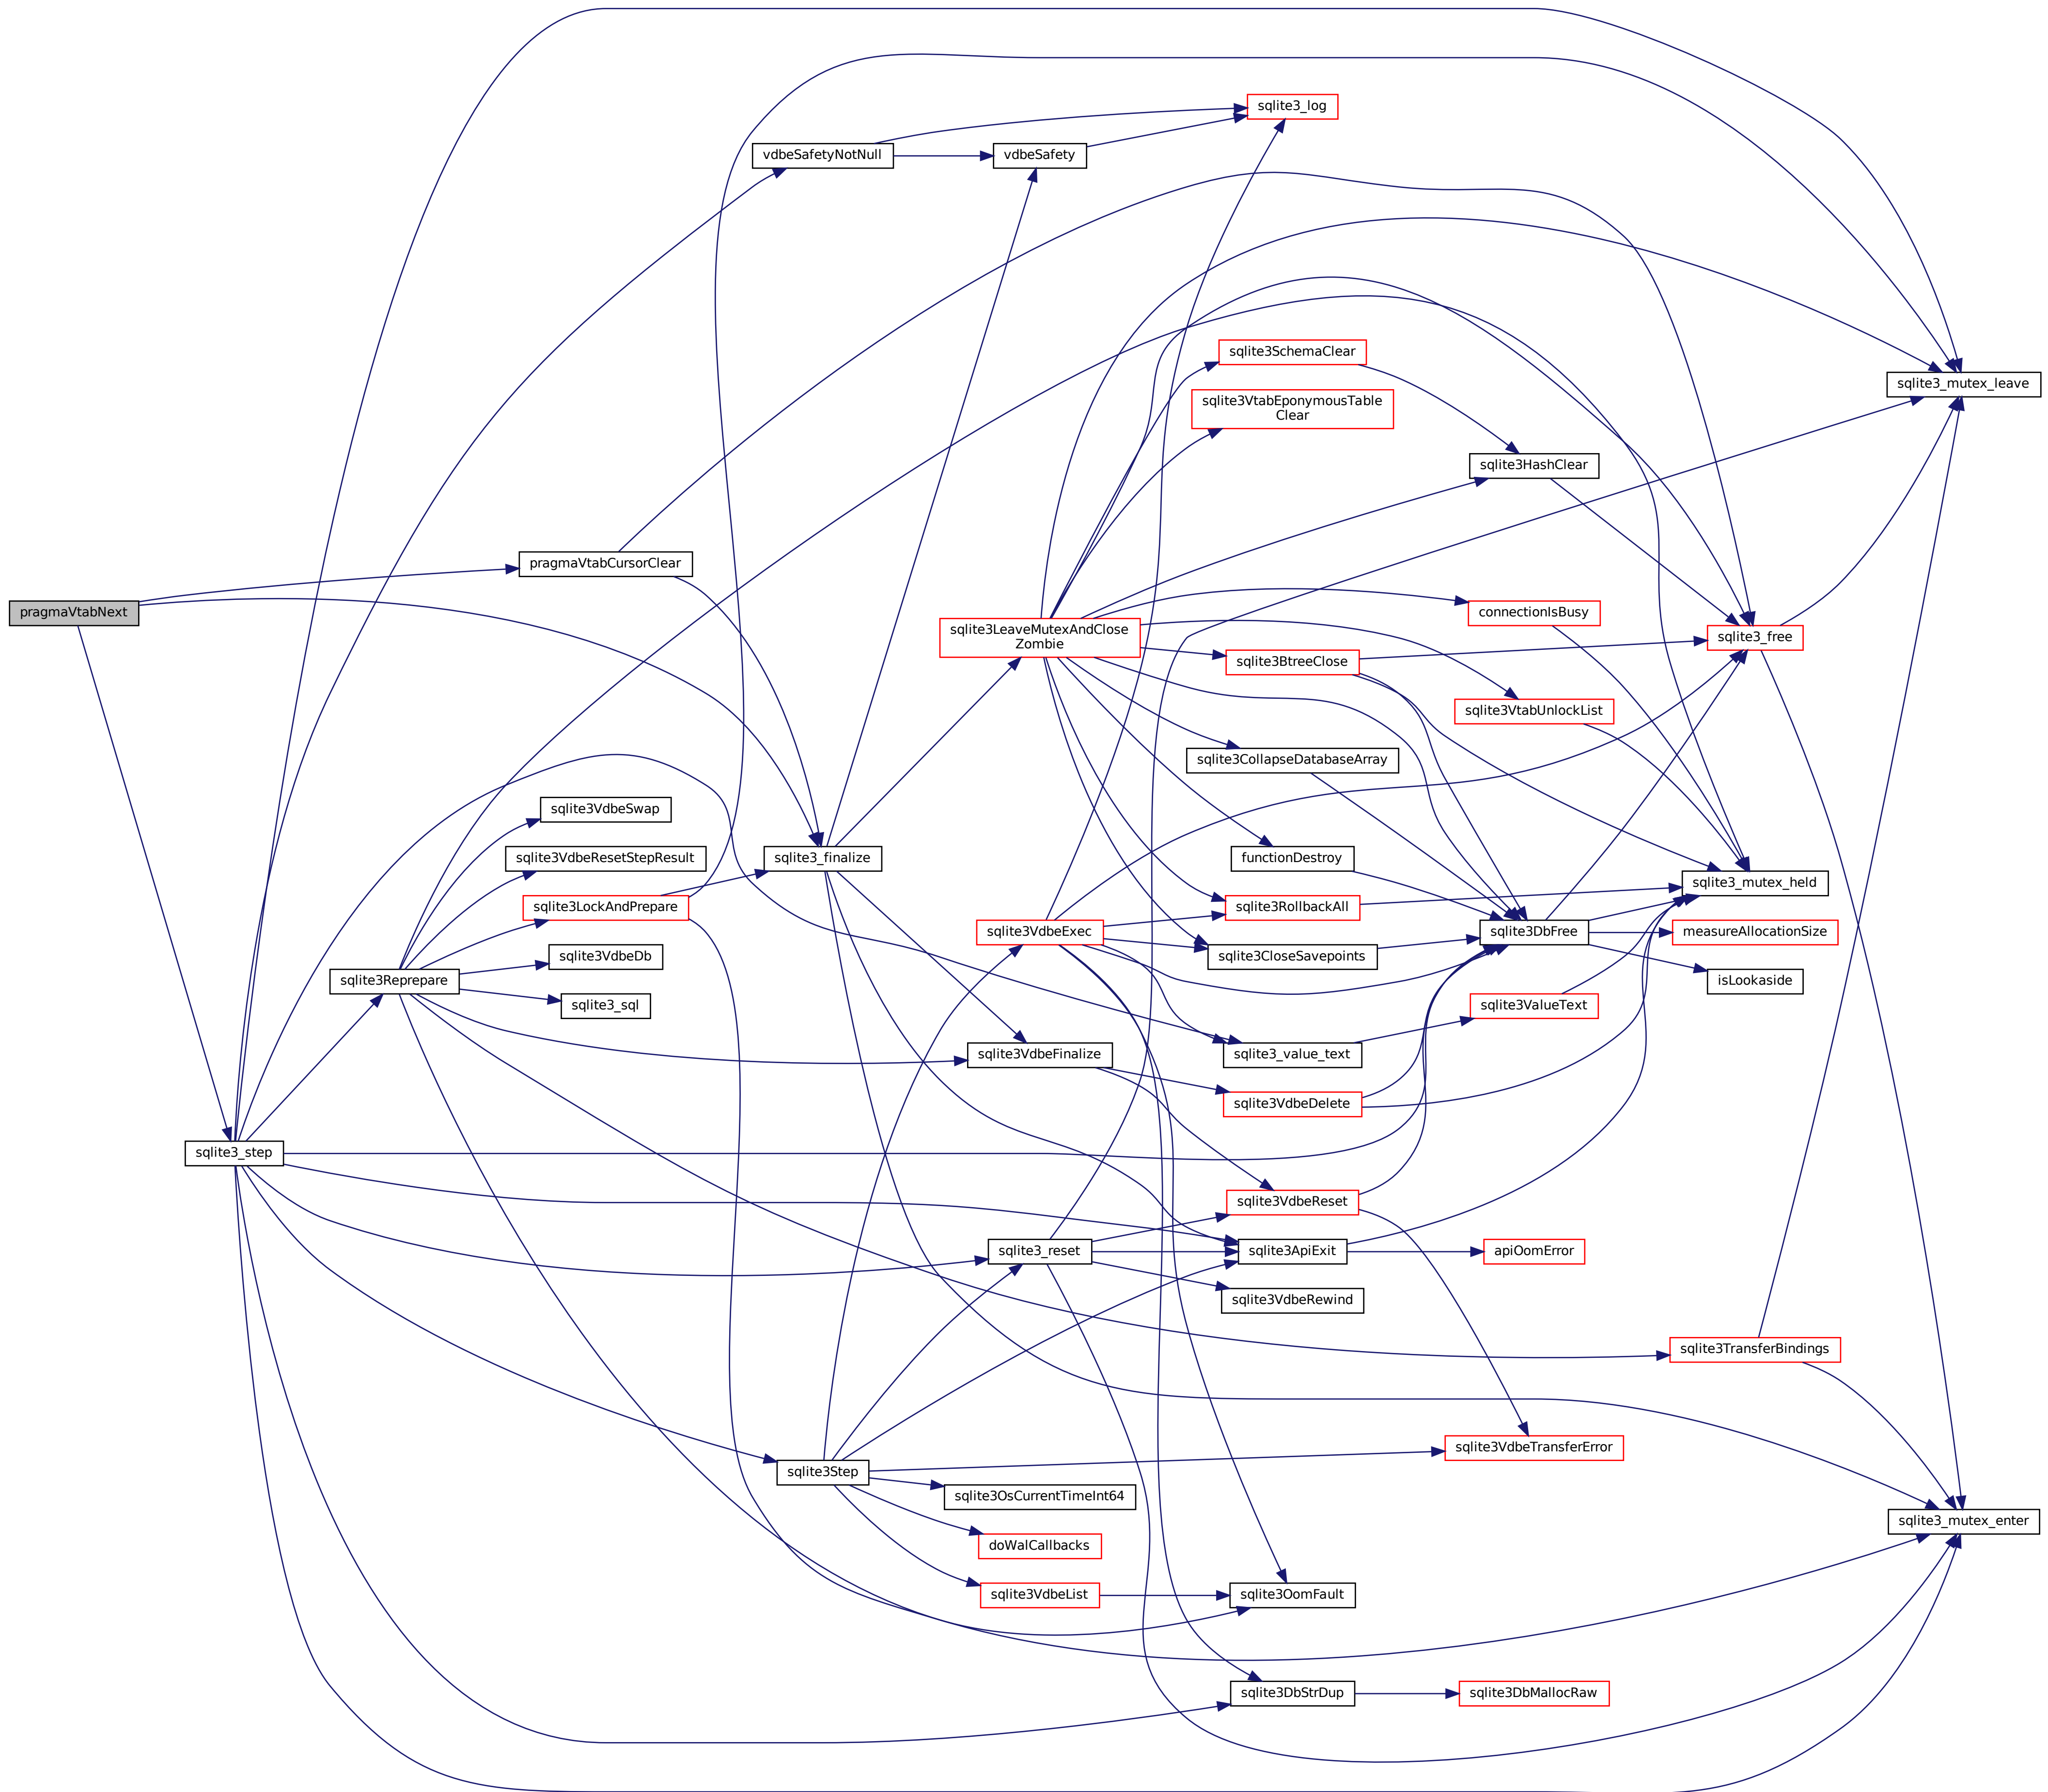 sqlite3_log
vdbeSafetyNotNull
vdbeSafety
sqlite3SchemaClear
sqlite3_mutex_leave
sqlite3VtabEponymousTable
Clear
sqlite3HashClear
pragmaVtabCursorClear
pragmaVtabNext
connectionIsBusy
sqlite3LeaveMutexAndClose
Zombie
sqlite3_free
sqlite3BtreeClose
sqlite3VtabUnlockList
sqlite3CollapseDatabaseArray
sqlite3VdbeSwap
sqlite3VdbeResetStepResult
sqlite3_finalize
functionDestroy
sqlite3_mutex_held
sqlite3LockAndPrepare
sqlite3RollbackAll
sqlite3VdbeExec
sqlite3DbFree
measureAllocationSize
sqlite3VdbeDb
sqlite3CloseSavepoints
sqlite3Reprepare
isLookaside
sqlite3_sql
sqlite3ValueText
sqlite3VdbeFinalize
sqlite3_value_text
sqlite3VdbeDelete
sqlite3_step
sqlite3VdbeReset
sqlite3_reset
sqlite3ApiExit
apiOomError
sqlite3VdbeRewind
sqlite3TransferBindings
sqlite3VdbeTransferError
sqlite3Step
sqlite3OsCurrentTimeInt64
sqlite3_mutex_enter
doWalCallbacks
sqlite3VdbeList
sqlite3OomFault
sqlite3DbStrDup
sqlite3DbMallocRaw